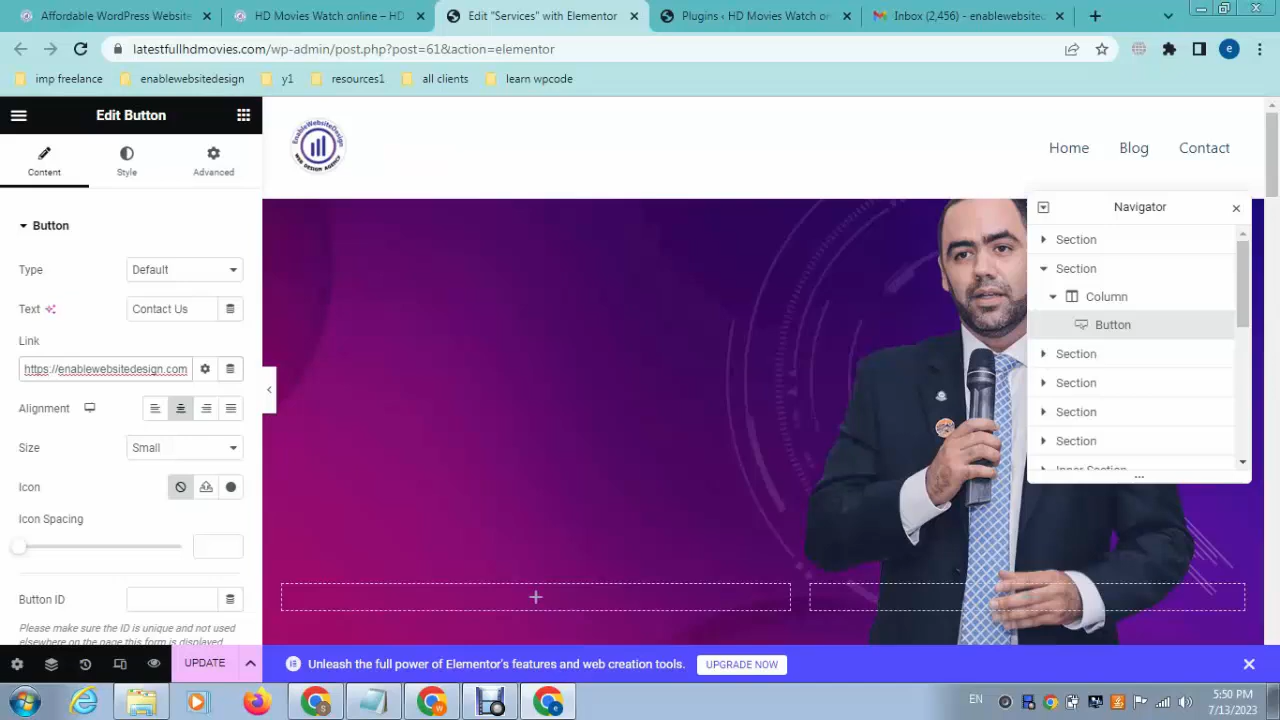 Affordable WordPress Website
HD Movies Watch online – HD
Edit "Services" with Elementor
Plugins ‹ HD Movies Watch on
Inbox (2,456) - enablewebsite
latestfullhdmovies.com/wp-admin/post.php?post=61&action=elementor
e
imp freelance
enablewebsitedesign
y1
resources1
all clients
learn wpcode
Edit Button
Content
Style
Advanced
Button
Type
Default
Text
Contact Us
Link
https://enablewebsitedesign.com
Alignment
Size
Small
Icon
Icon Spacing
Button ID
Please make sure the ID is unique and not used
elsewhere on the page this form is displayed
UPDATE
EnableWebsiteDesign
WEB DESIGN AGENCY
Home
Blog
Contact
Navigator
Section
Section
Column
Button
Section
Section
Section
Section
Inner Section
Unleash the full power of Elementor's features and web creation tools.
UPGRADE NOW
EN
5:50 PM
7/13/2023